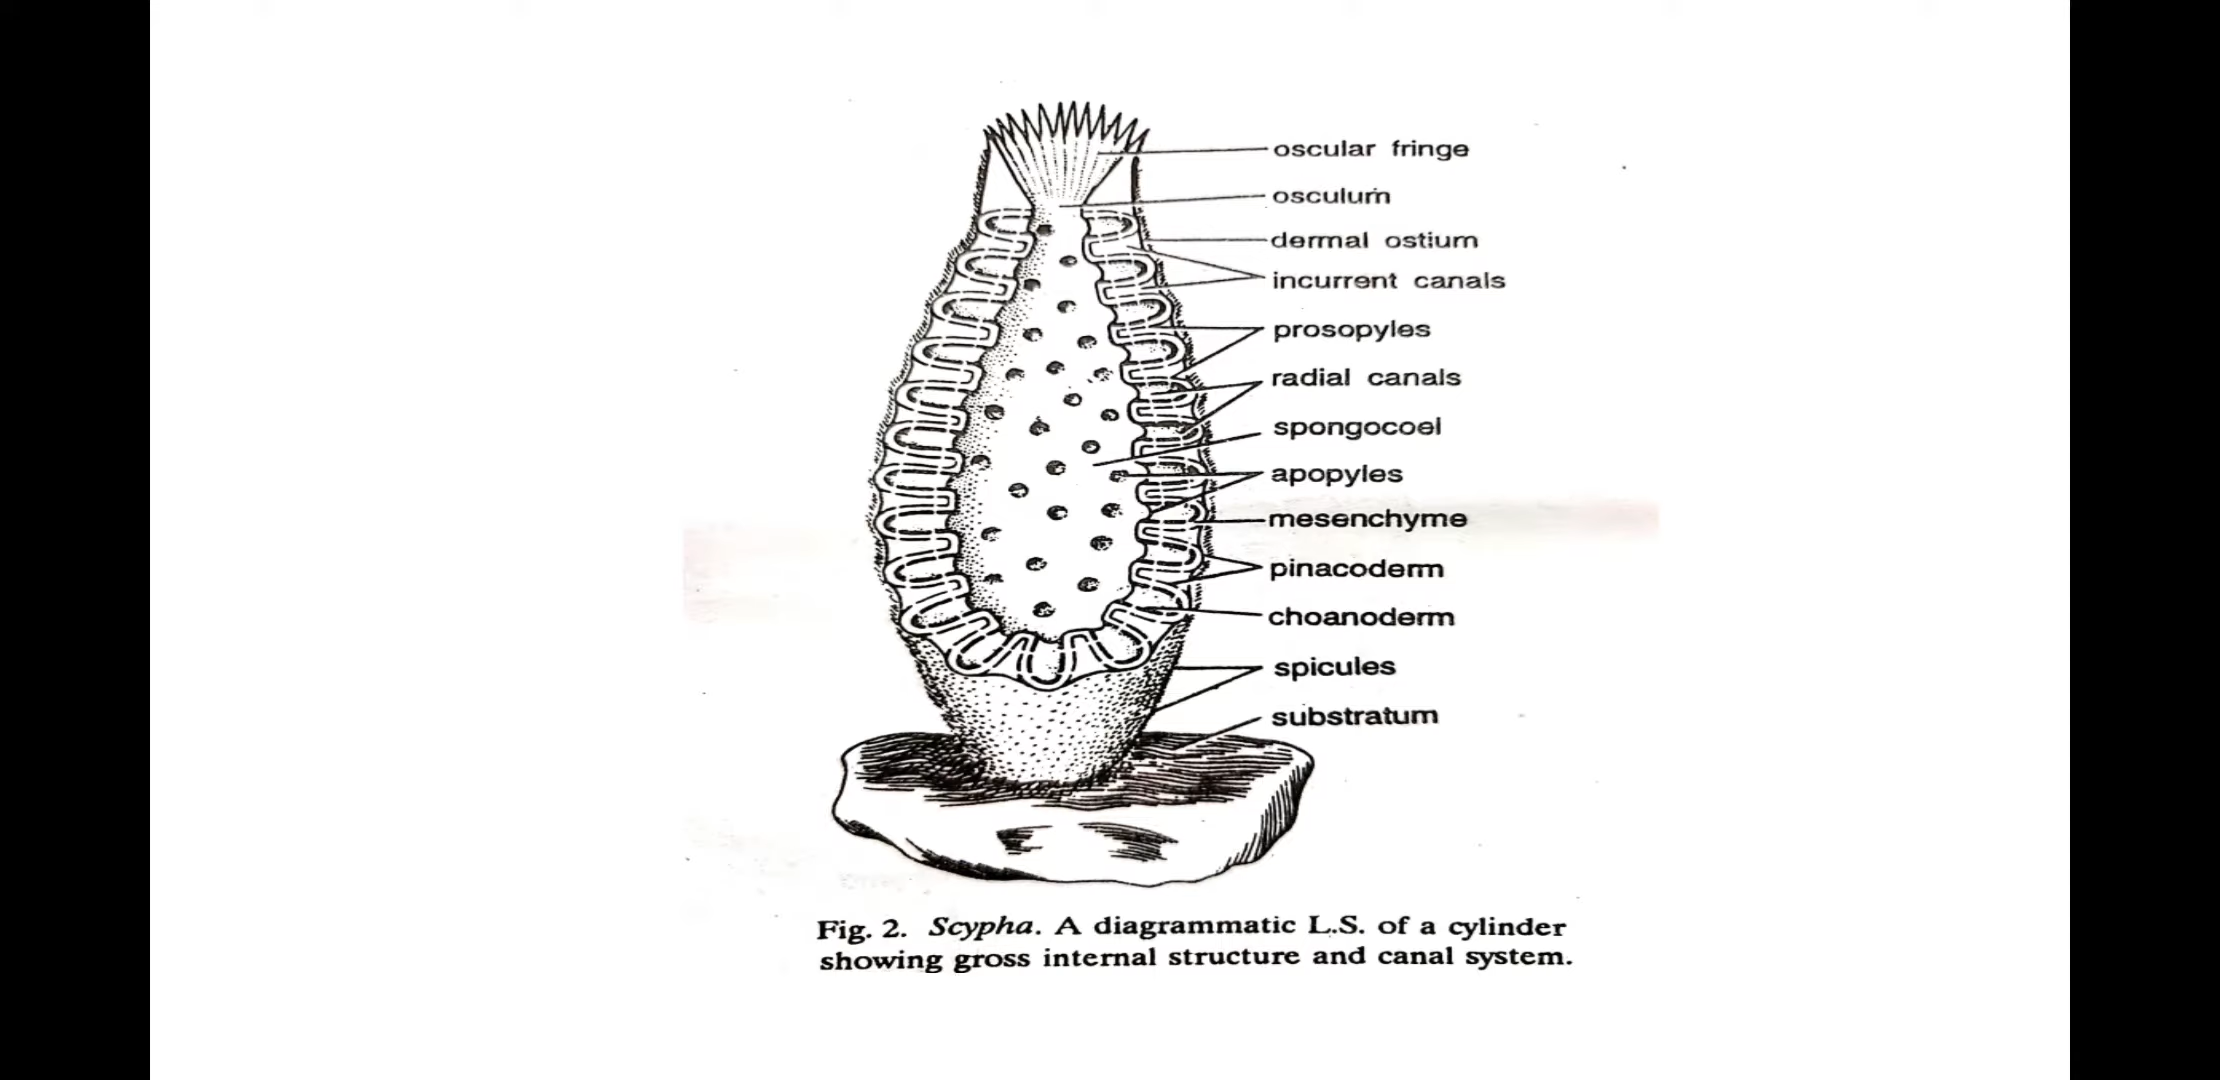 oscular fringe
osculum
dermal ostium
incurrent canals
prosopyles
radial canals
spongocoel
apopyles
mesenchyme
pinacoderm
choanoderm
spicules
substratum
Fig. 2. Scypha. A diagrammatic L.S. of a cylinder
showing gross internal structure and canal system.